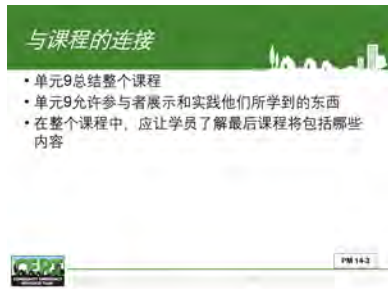 与课程的连接
• 单元9总结整个课程
• 单元9允许参与者展示和实践他们所学到的东西
• 在整个课程中，应让学员了解最后课程将包括哪些
内容
CERT
PM 14-3